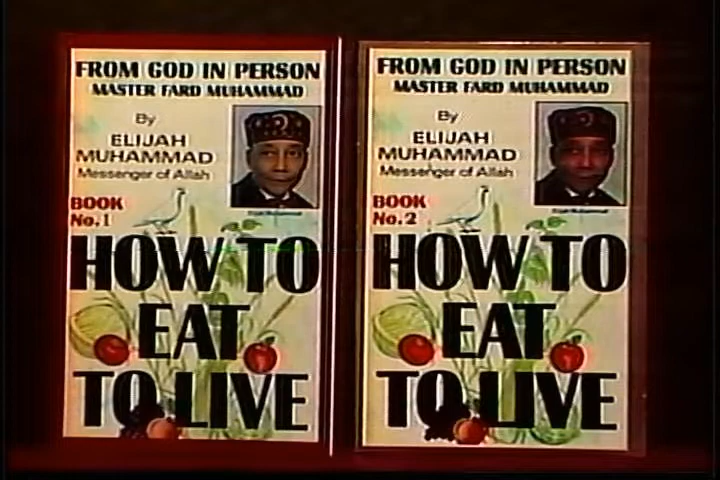 FROM GOD IN PERSON
MASTER FARD MUHAMMAD
By
ELIJAH
MUHAMMAD
Messenger of Allah
BOOK
No. 1
HOW TO
EAT
TO LIVE
FROM GOD IN PERSON
MASTER FARD MUHAMMAD
By
ELIJAH
MUHAMMAD
Messenger of Allah
BOOK
No. 2
HOW TO
EAT
TO LIVE